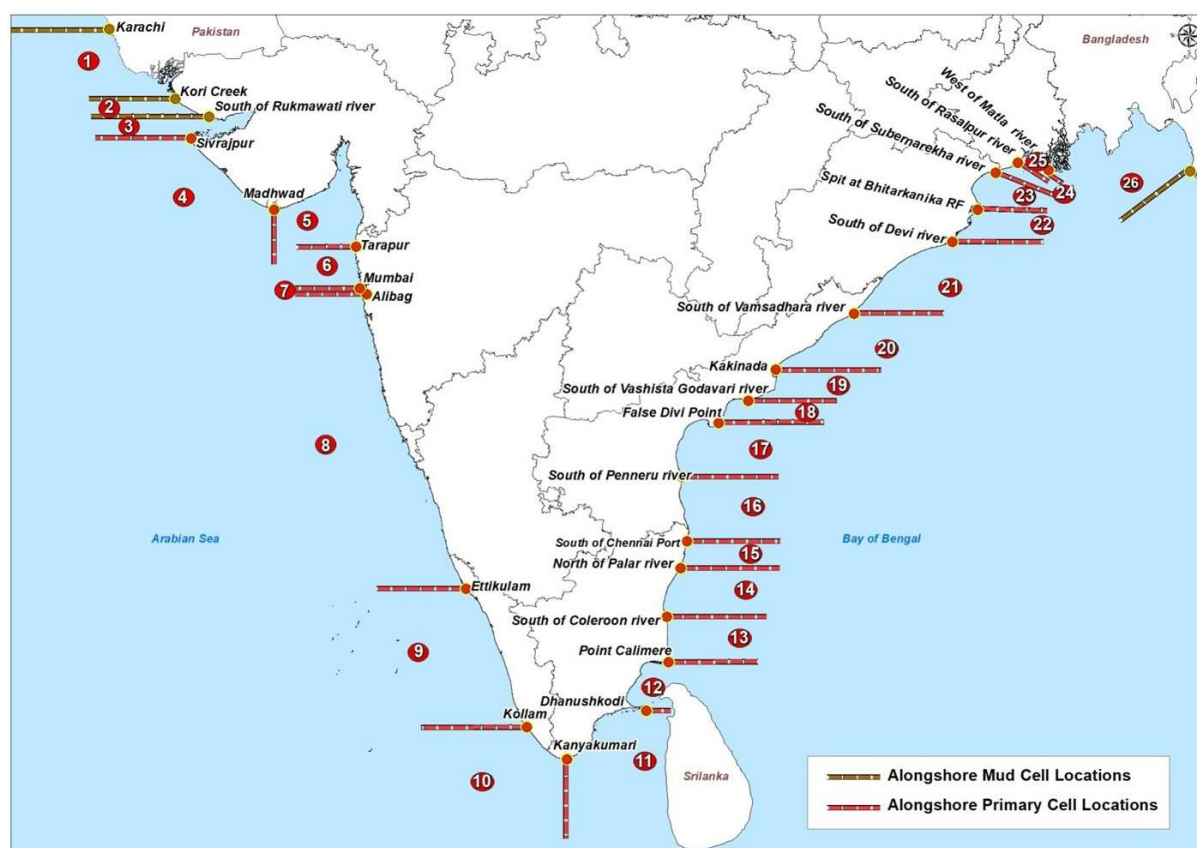 Karachi
Pakistan
Bangladesh
1
Kori Creek
2
South of Rukmawati river
3
Sivrajpur
West of Matla river
South of Rasalpur river
South of Subernarekha river
25
24
26
23
Spit at Bhitarkanika RF
22
South of Devi river
4
Madhwad
5
Tarapur
6
Mumbai
7
Alibag
21
South of Vamsadhara river
20
Kakinada
19
South of Vashista Godavari river
18
False Divi Point
8
17
South of Penneru river
16
Arabian Sea
Bay of Bengal
South of Chennai Port
15
North of Palar river
Ettikulam
14
South of Coleroon river
13
9
Point Calimere
12
Dhanushkodi
Kollam
Kanyakumari
11
10
Srilanka
Alongshore Mud Cell Locations
Alongshore Primary Cell Locations